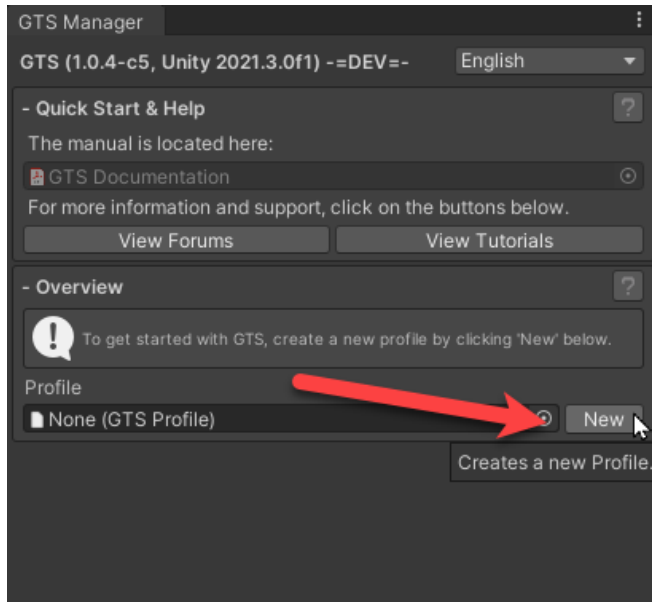 GTS Manager
GTS (1.0.4-c5, Unity 2021.3.0f1) -=DEV=- English
- Quick Start & Help ?
The manual is located here:
GTS Documentation
For more information and support, click on the buttons below.
View Forums View Tutorials
- Overview ?
! To get started with GTS, create a new profile by clicking 'New' below.
Profile
None (GTS Profile) New
Creates a new Profile.